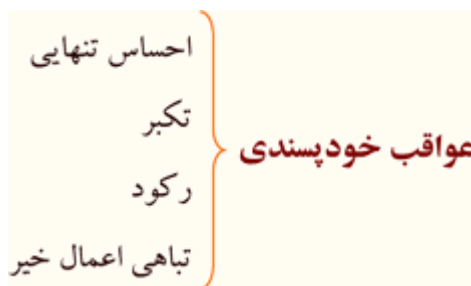 عواقب خودپسندی
احساس تنهایی
تکبر
رکود
تباهی اعمال خیر